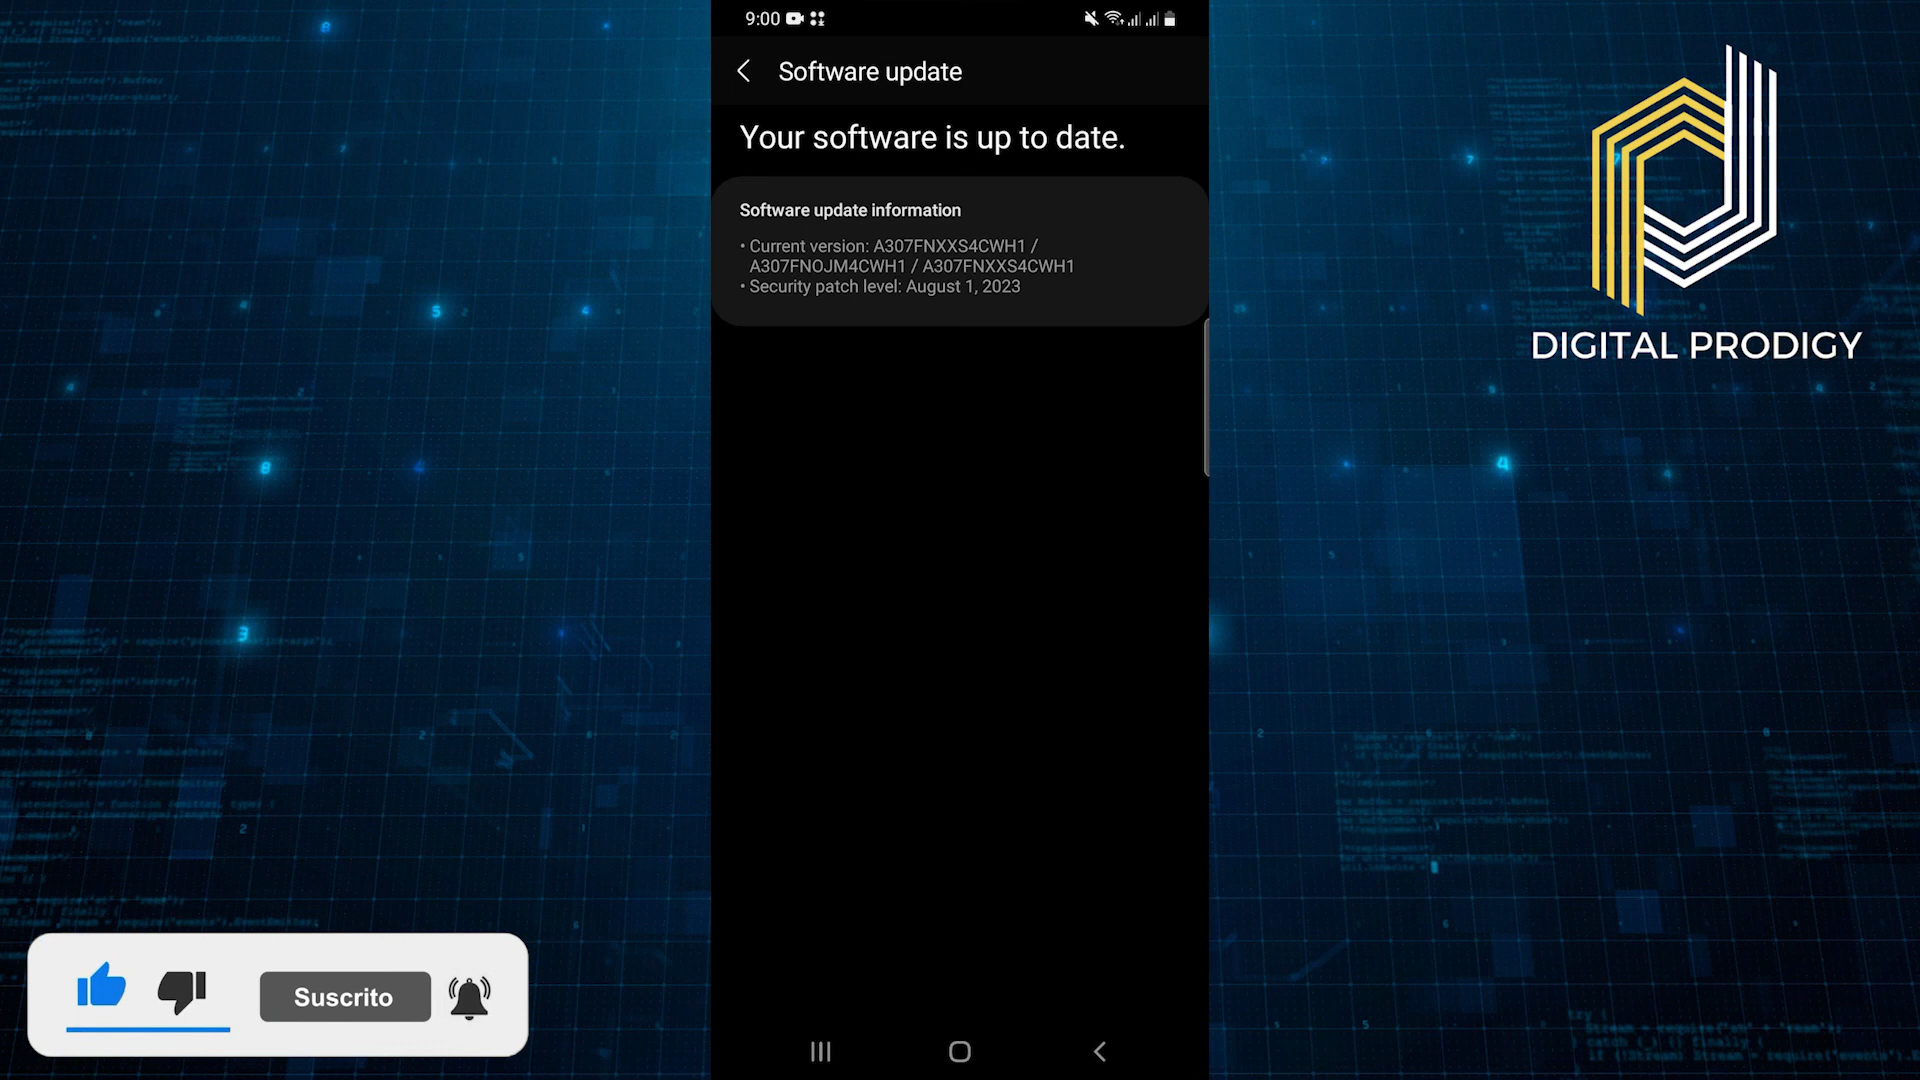 9:00
Software update
Your software is up to date.
Software update information
• Current version: A307FNXXS4CWH1 /
A307FNOJM4CWH1 / A307FNXXS4CWH1
• Security patch level: August 1, 2023
DIGITAL PRODIGY
Suscrito